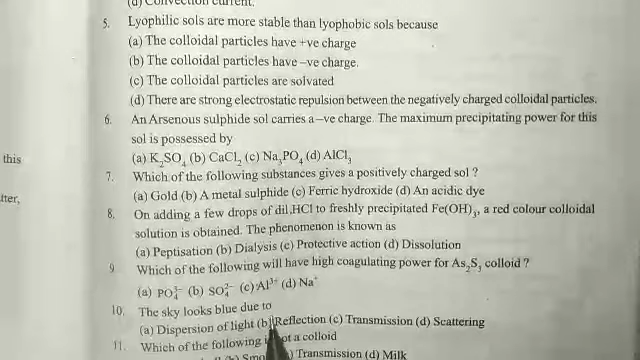 (d) Convection current.
5. Lyophilic sols are more stable than lyophobic sols because
(a) The colloidal particles have +ve charge
(b) The colloidal particles have –ve charge.
(c) The colloidal particles are solvated
(d) There are strong electrostatic repulsion between the negatively charged colloidal particles.
6. An Arsenous sulphide sol carries a –ve charge. The maximum precipitating power for this
sol is possessed by
(a) K₂SO₄ (b) CaCl₂ (c) Na₃PO₄ (d) AlCl₃
7. Which of the following substances gives a positively charged sol ?
(a) Gold (b) A metal sulphide (c) Ferric hydroxide (d) An acidic dye
8. On adding a few drops of dil.HCl to freshly precipitated Fe(OH)₃, a red colour colloidal
solution is obtained. The phenomenon is known as
(a) Peptisation (b) Dialysis (c) Protective action (d) Dissolution
9 Which of the following will have high coagulating power for As₂S₃ colloid ?
(a) PO₄³⁻ (b) SO₄²⁻ (c) Al³⁺ (d) Na⁺
10. The sky looks blue due to
(a) Dispersion of light (b) Reflection (c) Transmission (d) Scattering
11. Which of the following not a colloid
Transmission (d) Milk
this
tter,